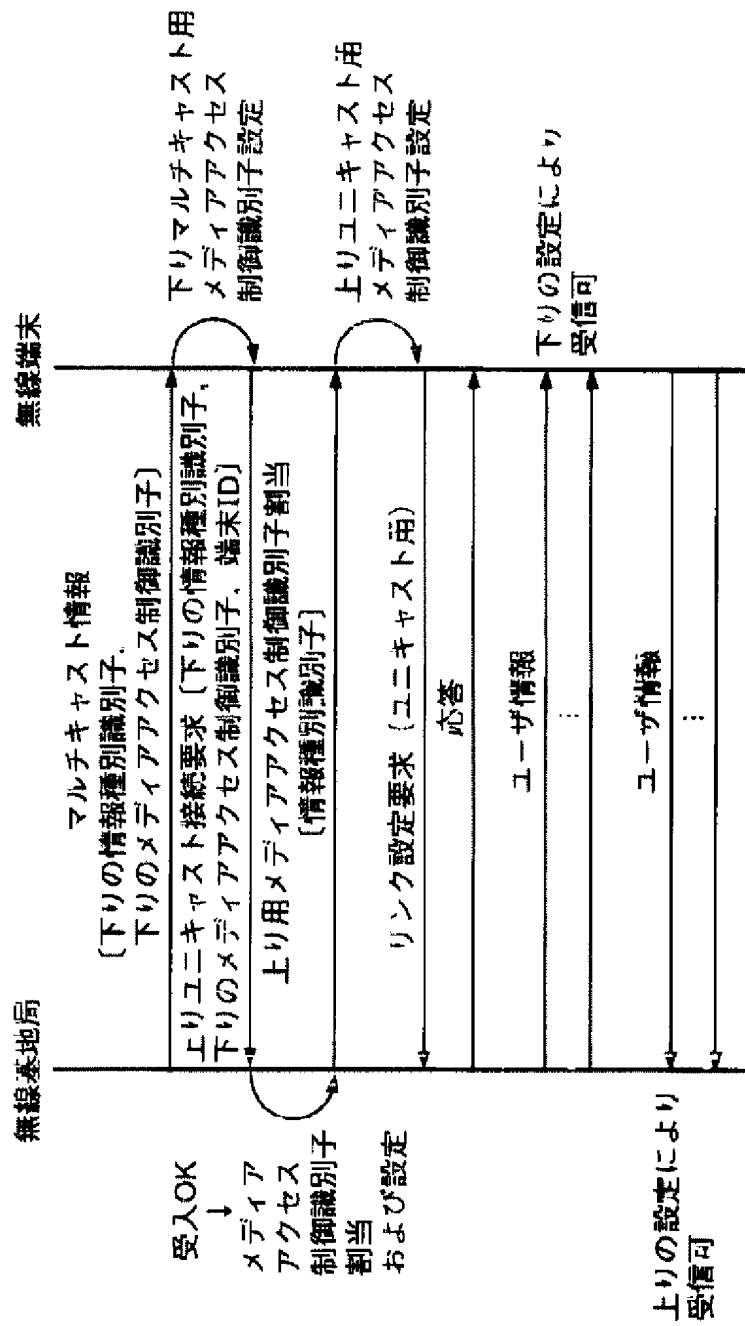 無線基地局
無線端末
マルチキャスト情報
〔下りの情報種別識別子、
下りのメディアアクセス制御識別子〕
下りマルチキャスト用
メディアアクセス
制御識別子設定
上りユニキャスト接続要求〔下りの情報種別識別子、
下りのメディアアクセス制御識別子、端末ID〕
受入OK
↓
メディア
アクセス
制御識別子
割当
および設定
上り用メディアアクセス制御識別子割当
〔情報種別識別子〕
上りユニキャスト用
メディアアクセス
制御識別子設定
リンク設定要求(ユニキャスト用)
応答
ユーザ情報
…
下りの設定により
受信可
ユーザ情報
…
上りの設定により
受信可